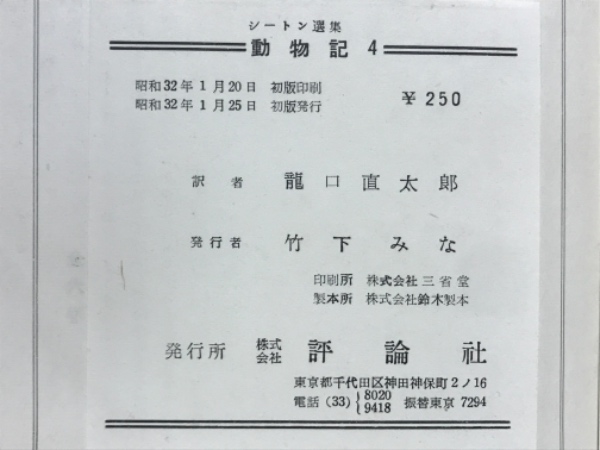 シートン選集
動物記 4
昭和32年1月20日 初版印刷
昭和32年1月25日 初版発行
¥250
訳者 龍口直太郎
発行者 竹下みな
印刷所 株式会社三省堂
製本所 株式会社鈴木製本
発行所 株式会社 評論社
東京都千代田区神田神保町2ノ16
電話(33){8020 9418 振替東京 7294